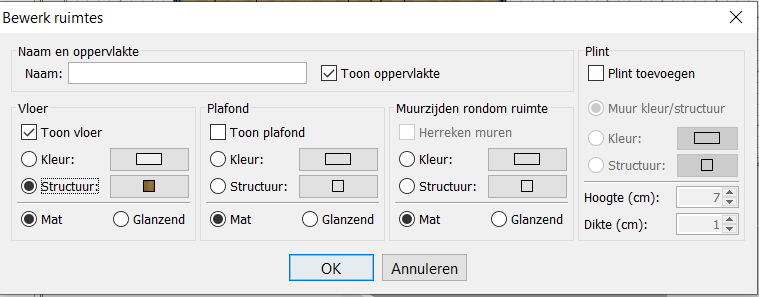 Bewerk ruimtes
Naam en oppervlakte
Naam:
Toon oppervlakte
Vloer
Toon vloer
Kleur:
Structuur:
Mat
Glanzend
Plafond
Toon plafond
Kleur:
Structuur:
Mat
Glanzend
Muurzijden rondom ruimte
Herreken muren
Kleur:
Structuur:
Mat
Glanzend
Plint
Plint toevoegen
Muur kleur/structuur
Kleur:
Structuur:
Hoogte (cm): 7
Dikte (cm): 1
OK
Annuleren